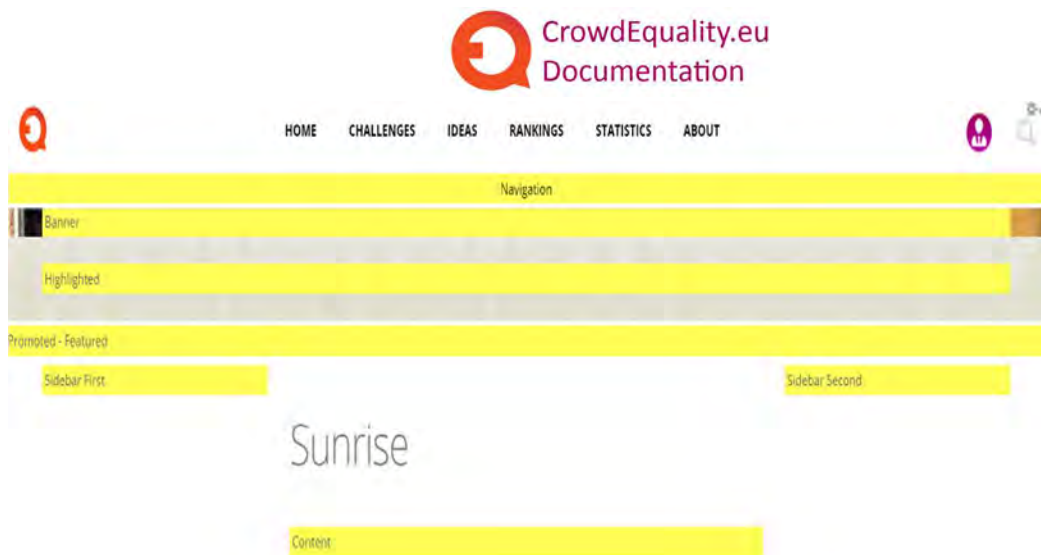 CrowdEquality.eu
Documentation
HOME CHALLENGES IDEAS RANKINGS STATISTICS ABOUT
Navigation
Banner
Highlighted
Promoted - Featured
Sidebar First Sidebar Second
Sunrise
Content